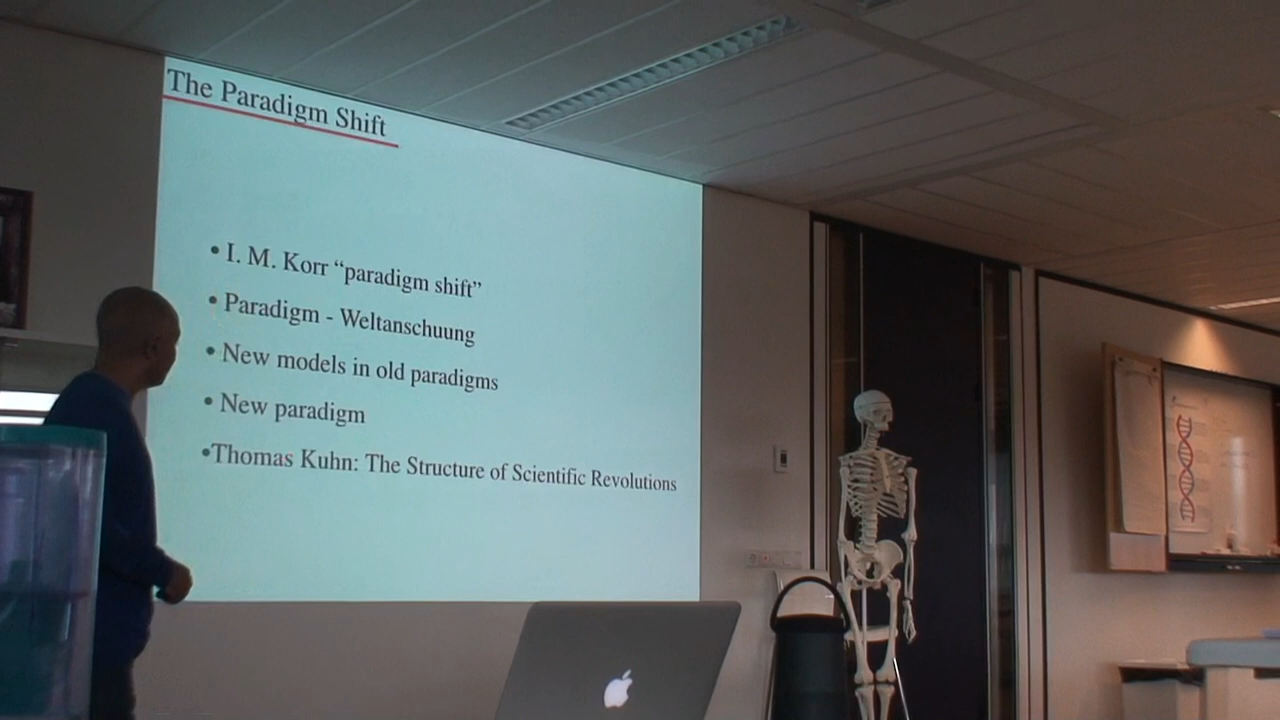 The Paradigm Shift
• I. M. Korr “paradigm shift”
• Paradigm - Weltanschuung
• New models in old paradigms
• New paradigm
•Thomas Kuhn: The Structure of Scientific Revolutions